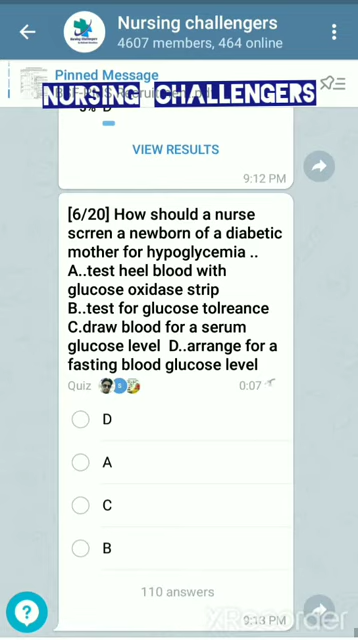 Nursing challengers
4607 members, 464 online
Pinned Message
NURSING CHALLENGERS
5% D
VIEW RESULTS
9:12 PM
[6/20] How should a nurse
scrren a newborn of a diabetic
mother for hypoglycemia ..
A..test heel blood with
glucose oxidase strip
B..test for glucose tolreance
C.draw blood for a serum
glucose level D..arrange for a
fasting blood glucose level
Quiz
0:07
D
A
C
B
110 answers
XRecorder
9:13 PM